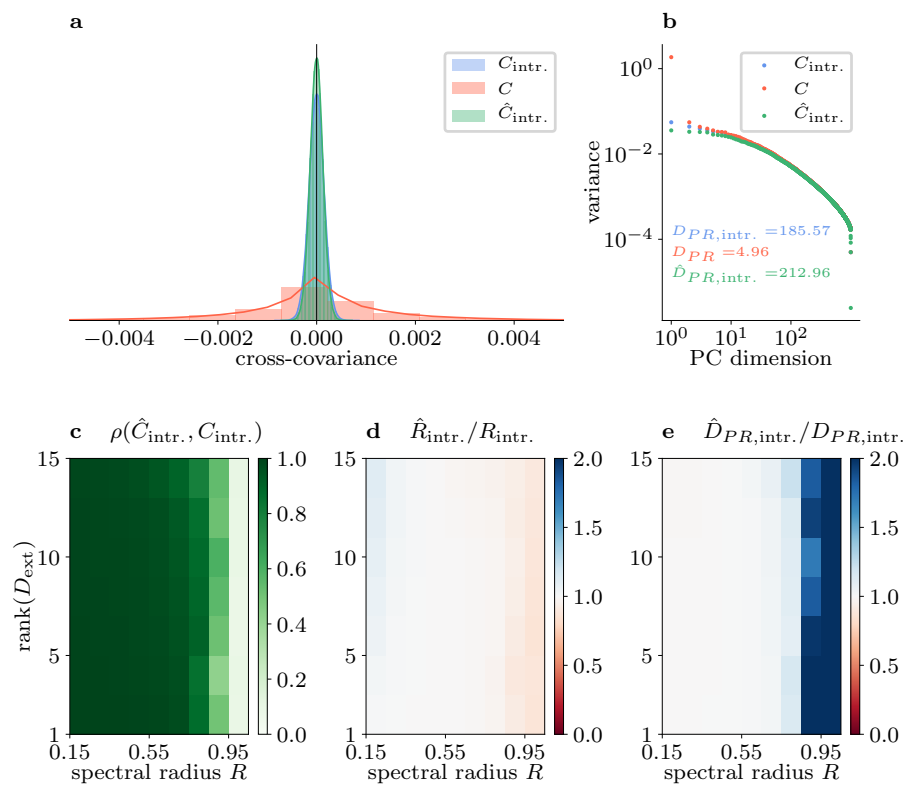 a
C_intr.
C
Ĉ_intr.
−0.004 −0.002 0.000 0.002 0.004
cross-covariance
b
C_intr.
C
Ĉ_intr.
10^0
10^−2
10^−4
variance
D_PR,intr. =185.57
D_PR =4.96
D̂_PR,intr. =212.96
10^0 10^1 10^2
PC dimension
c ρ(Ĉ_intr., C_intr.)
15
10
5
1
rank(D_ext)
0.15 0.55 0.95
spectral radius R
1.0
0.8
0.6
0.4
0.2
0.0
d R̂_intr./R_intr.
15
10
5
1
0.15 0.55 0.95
spectral radius R
2.0
1.5
1.0
0.5
0.0
e D̂_PR,intr./D_PR,intr.
15
10
5
1
0.15 0.55 0.95
spectral radius R
2.0
1.5
1.0
0.5
0.0